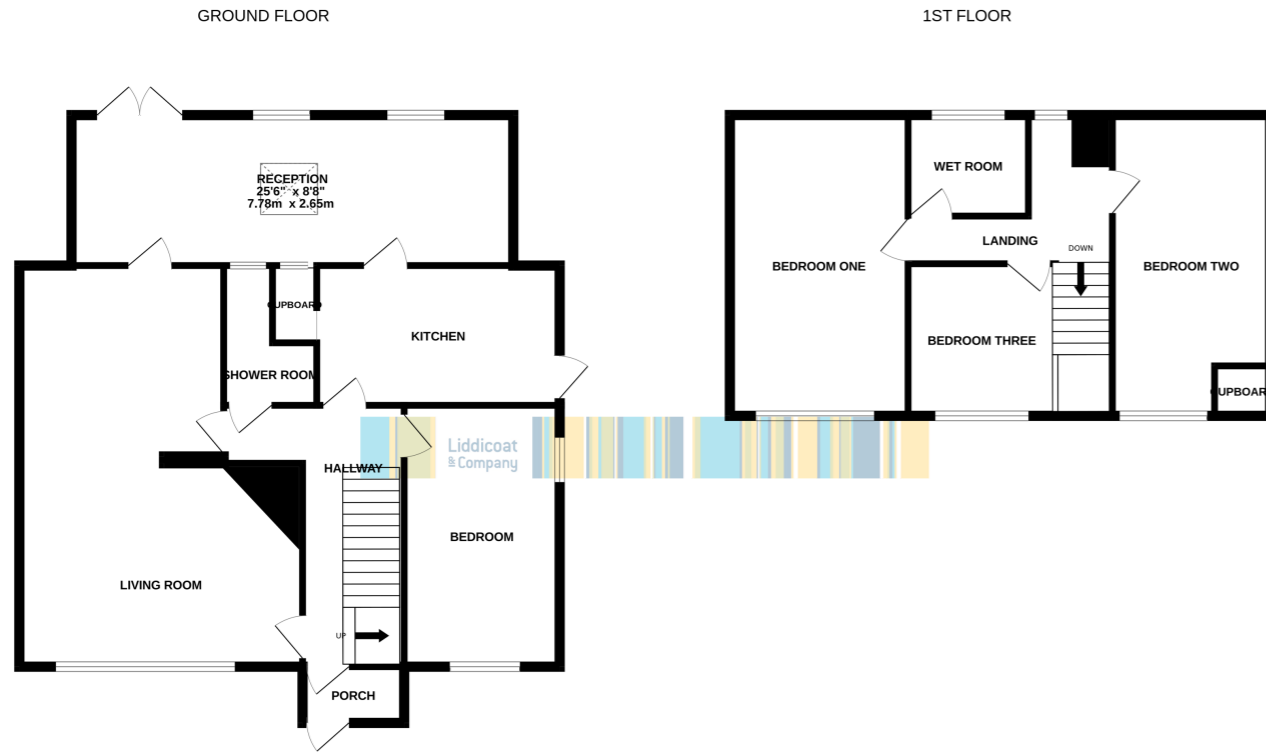 GROUND FLOOR
1ST FLOOR
RECEPTION
25'6" x 8'8"
7.78m x 2.65m
WET ROOM
LANDING
DOWN
BEDROOM ONE
BEDROOM TWO
CUPBOARD
KITCHEN
BEDROOM THREE
SHOWER ROOM
CUPBOAR
Liddicoat
& Company
HALLWAY
BEDROOM
LIVING ROOM
UP
PORCH